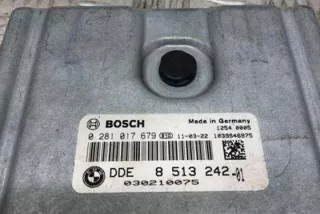 BOSCH
Made in Germany
1254.0005
0 281 017 679 11-03-22 1039S46975
DDE 8 513 242.-01
030210075